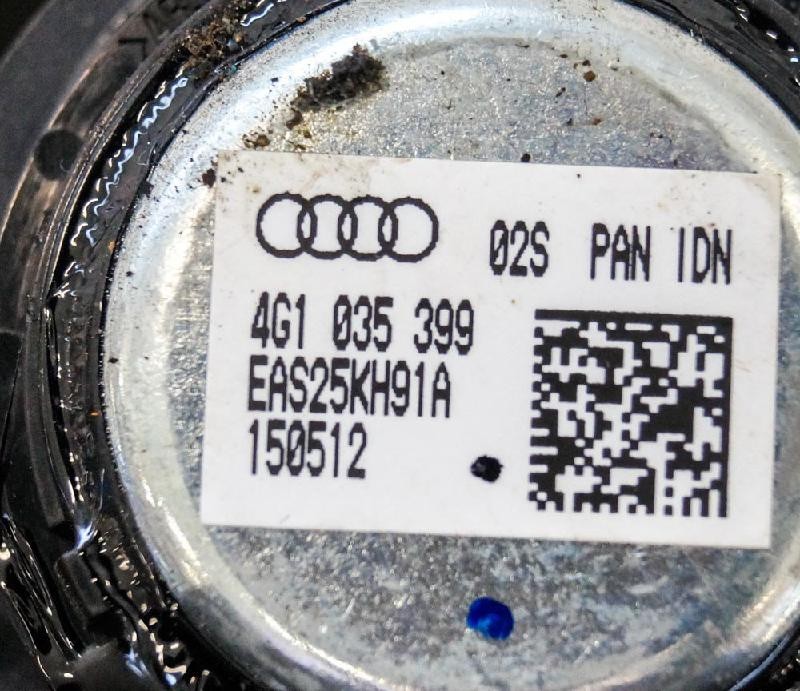 02S PAN IDN
4G1 035 399
EAS25KH91A
150512